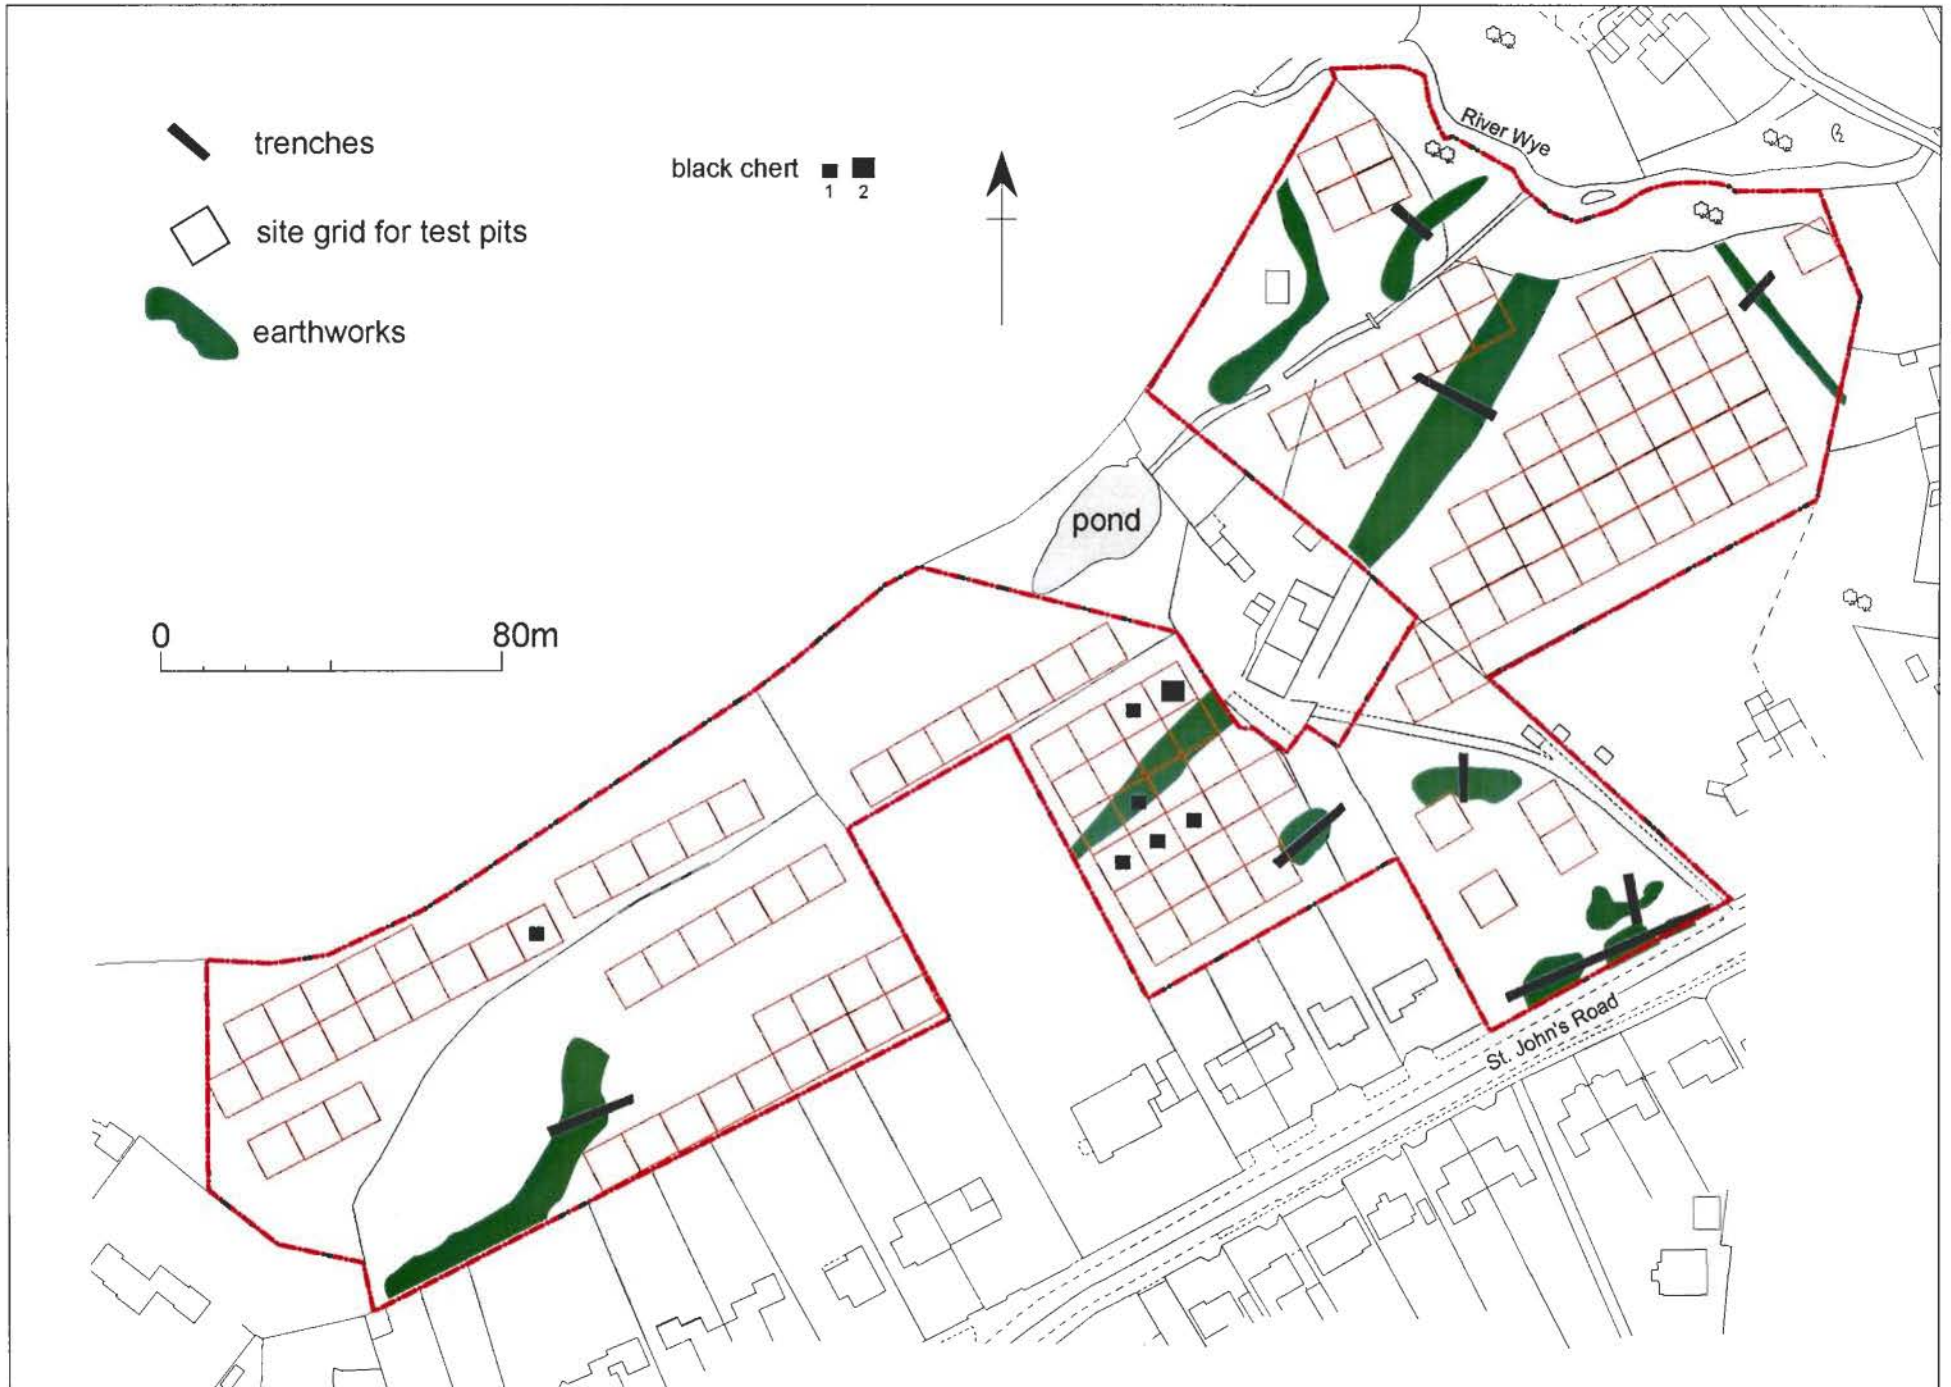 trenches
black chert
1 2
site grid for test pits
earthworks
River Wye
pond
0 80m
St. John's Road